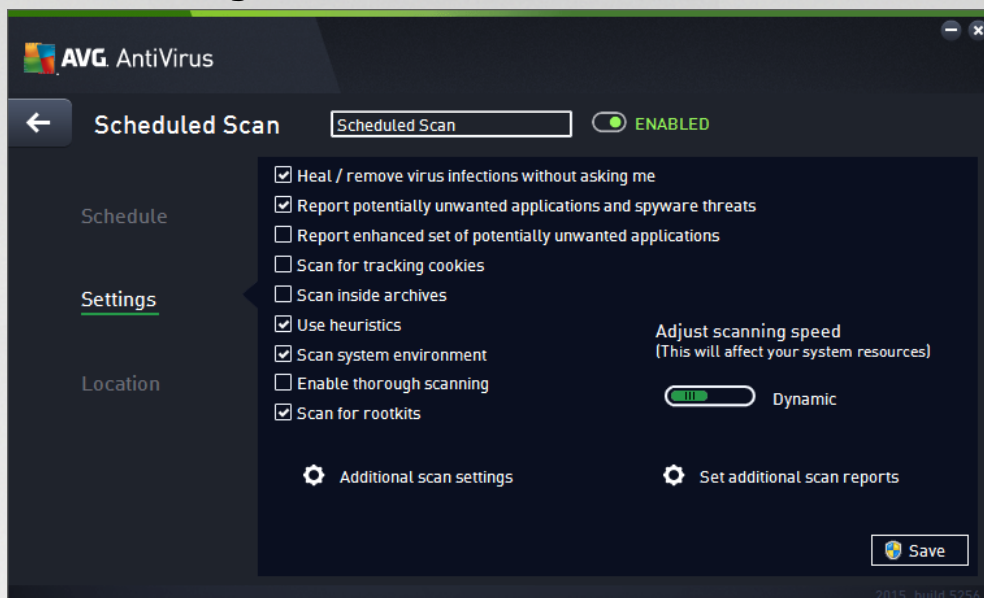 AVG. AntiVirus
Scheduled Scan
Scheduled Scan
ENABLED
Schedule
Settings
Location
Heal / remove virus infections without asking me
Report potentially unwanted applications and spyware threats
Report enhanced set of potentially unwanted applications
Scan for tracking cookies
Scan inside archives
Use heuristics
Scan system environment
Enable thorough scanning
Scan for rootkits
Adjust scanning speed
(This will affect your system resources)
Dynamic
Additional scan settings
Set additional scan reports
Save
2015, build 5256